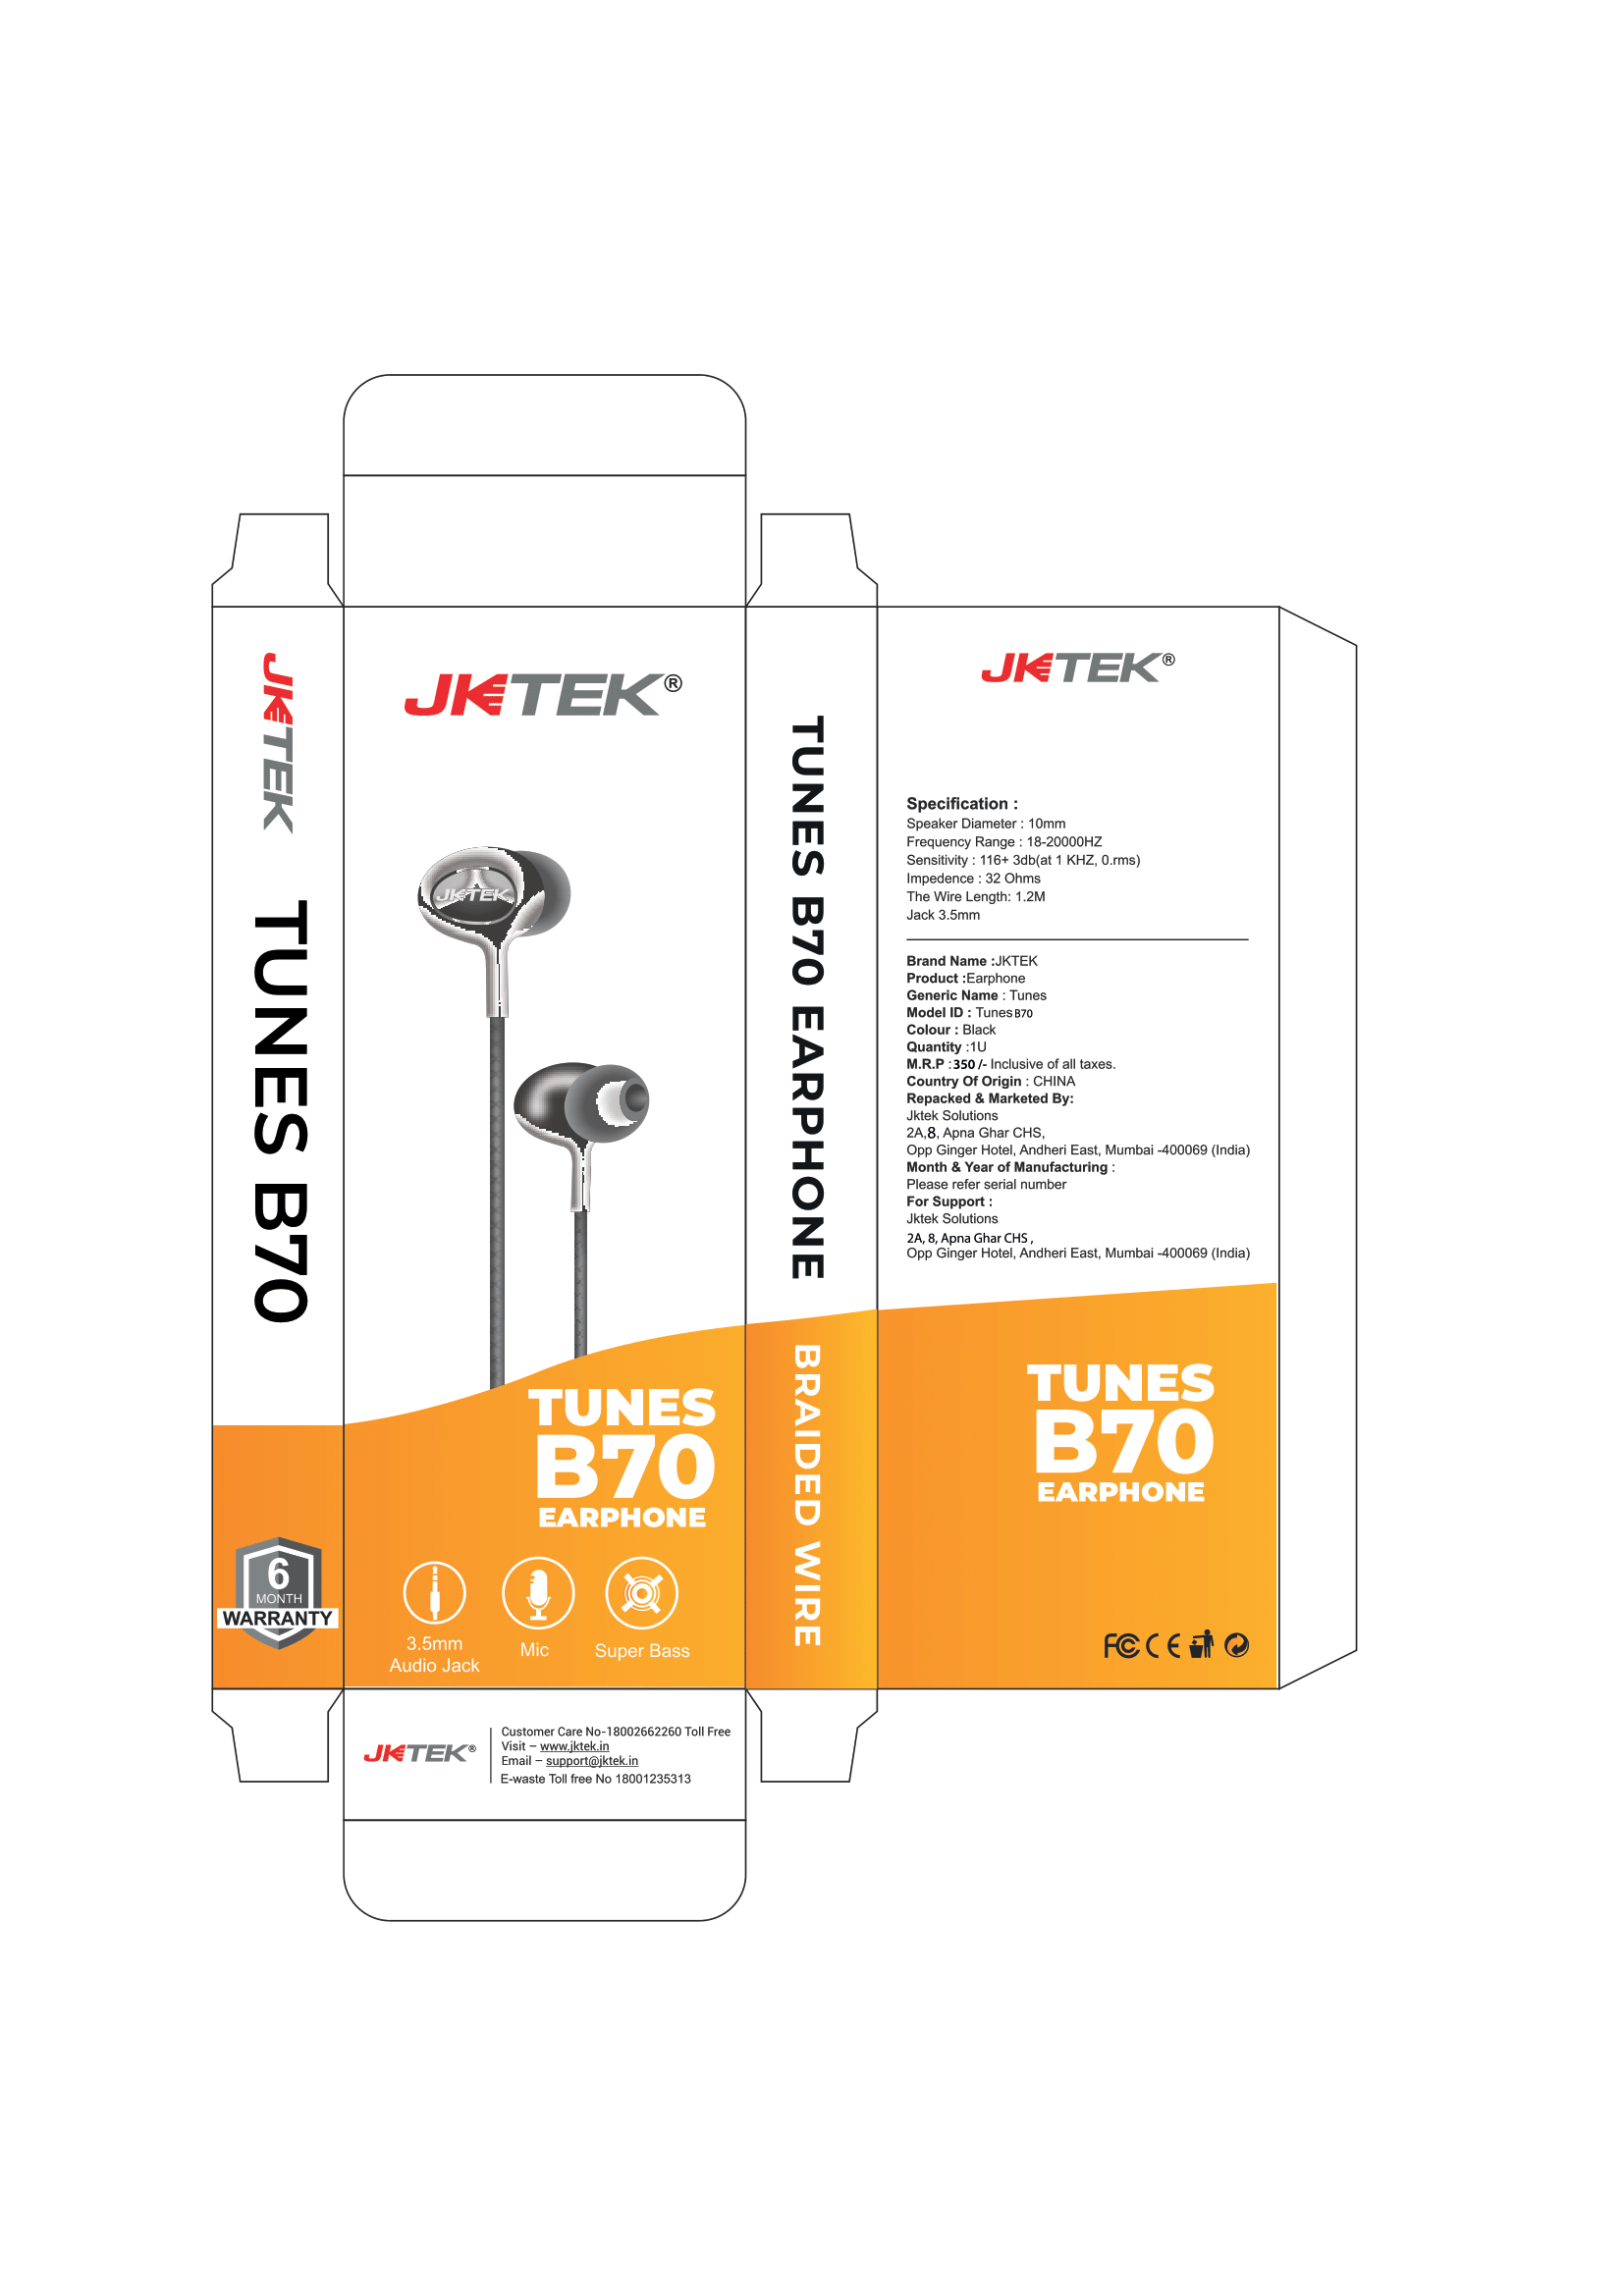 JKTEK
TUNES B70
6
MONTH
WARRANTY
JKTEK®
JKTEK
TUNES
B70
EARPHONE
3.5mm
Audio Jack
Mic
Super Bass
JKTEK®
Customer Care No-18002662260 Toll Free
Visit – www.jktek.in
Email – support@jktek.in
E-waste Toll free No 18001235313
TUNES B70 EARPHONE
BRAIDED WIRE
JKTEK®
Specification :
Speaker Diameter : 10mm
Frequency Range : 18-20000HZ
Sensitivity : 116+ 3db(at 1 KHZ, 0.rms)
Impedence : 32 Ohms
The Wire Length: 1.2M
Jack 3.5mm
Brand Name :JKTEK
Product :Earphone
Generic Name : Tunes
Model ID : Tunes B70
Colour : Black
Quantity :1U
M.R.P : 350 /- Inclusive of all taxes.
Country Of Origin : CHINA
Repacked & Marketed By:
Jktek Solutions
2A,8, Apna Ghar CHS,
Opp Ginger Hotel, Andheri East, Mumbai -400069 (India)
Month & Year of Manufacturing :
Please refer serial number
For Support :
Jktek Solutions
2A, 8, Apna Ghar CHS ,
Opp Ginger Hotel, Andheri East, Mumbai -400069 (India)
TUNES
B70
EARPHONE
FC CE